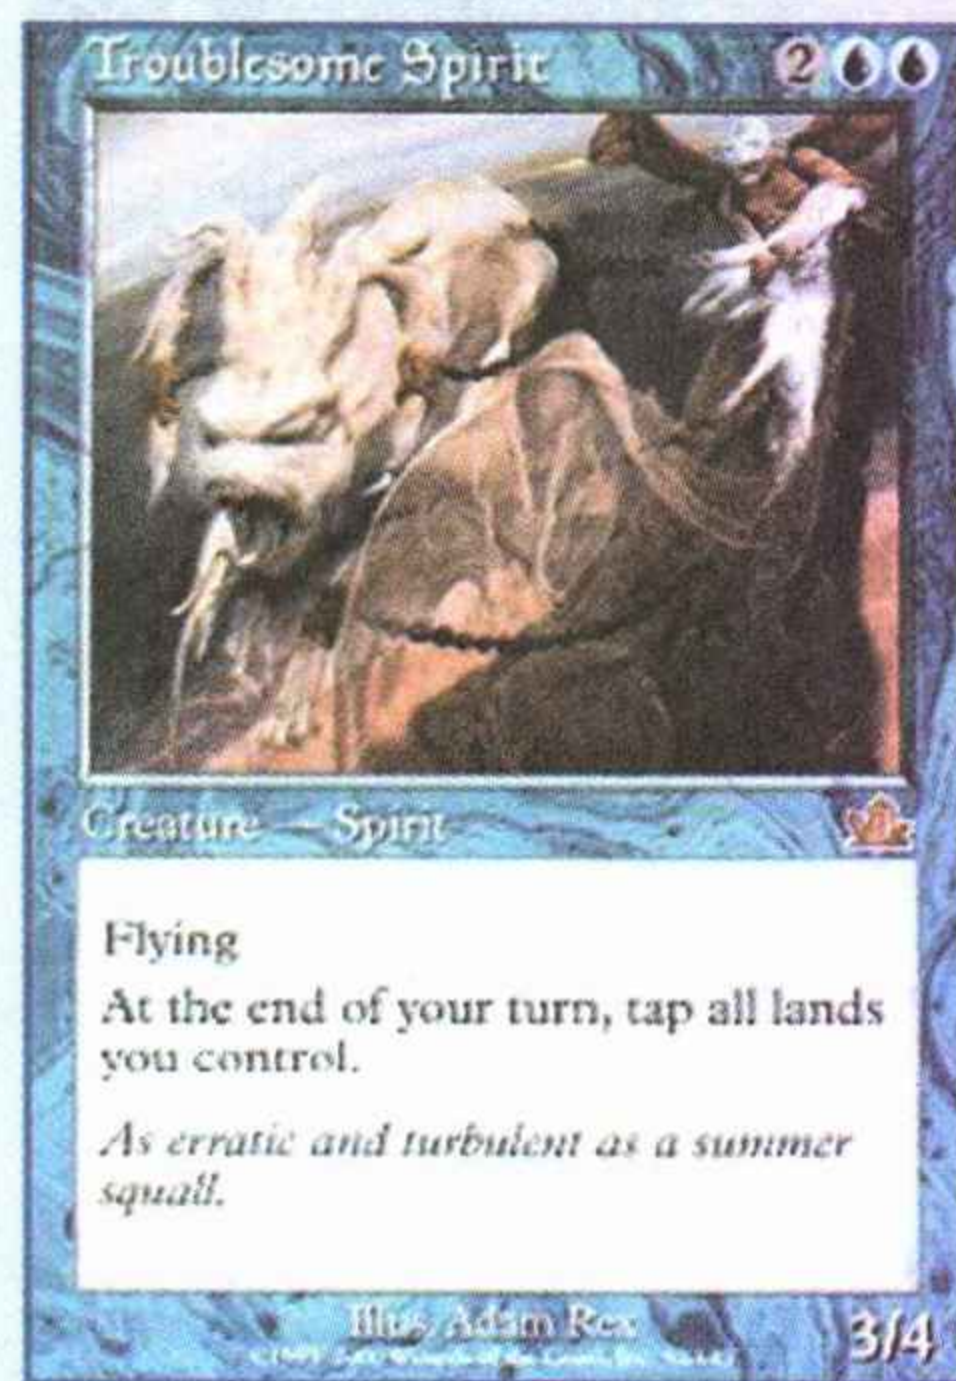 Troublesome Spirit 2
Creature — Spirit
Flying
At the end of your turn, tap all lands
you control.
As erratic and turbulent as a summer
squall.
Illus. Adam Rex
3/4